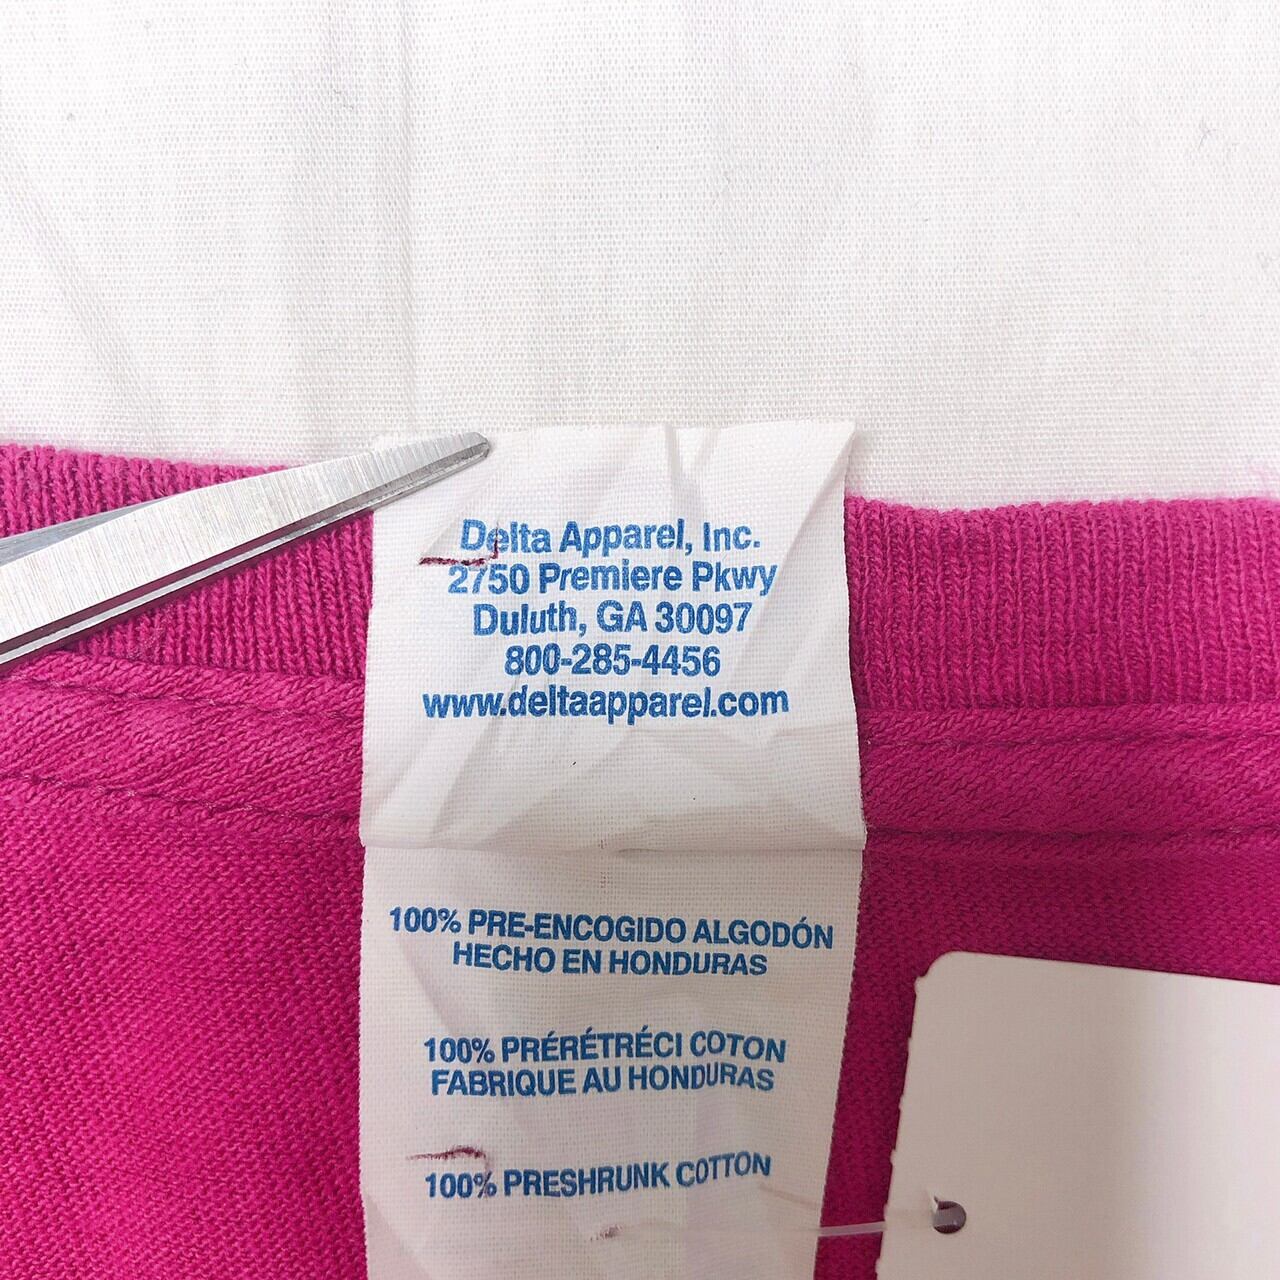 Delta Apparel, Inc.
2750 Premiere Pkwy
Duluth, GA 30097
800-285-4456
www.deltaapparel.com
100% PRE-ENCOGIDO ALGODÓN
HECHO EN HONDURAS
100% PRÉRÉTRÉCI COTON
FABRIQUE AU HONDURAS
100% PRESHRUNK COTTON